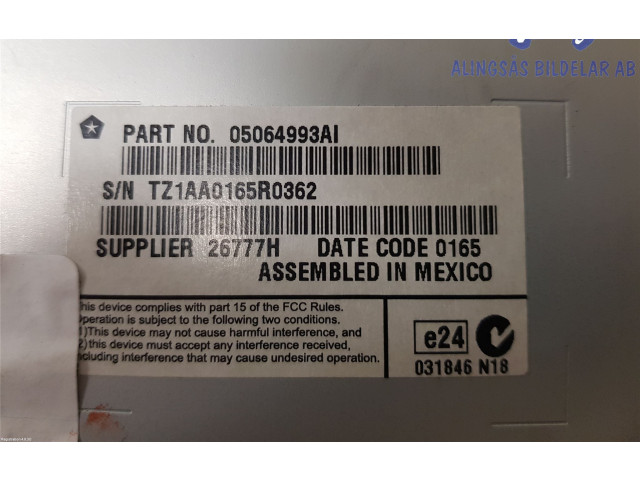 ALINGSÅS BILDELAR AB
PART NO. 05064993AI
S/N TZ1AA0165R0362
SUPPLIER 26777H DATE CODE 0165
ASSEMBLED IN MEXICO
his device complies with part 15 of the FCC Rules.
peration is subject to the following two conditions.
1)This device may not cause harmful interference, and
2)this device must accept any interference received,
cluding interference that may cause undesired operation.
e24
031846 N18